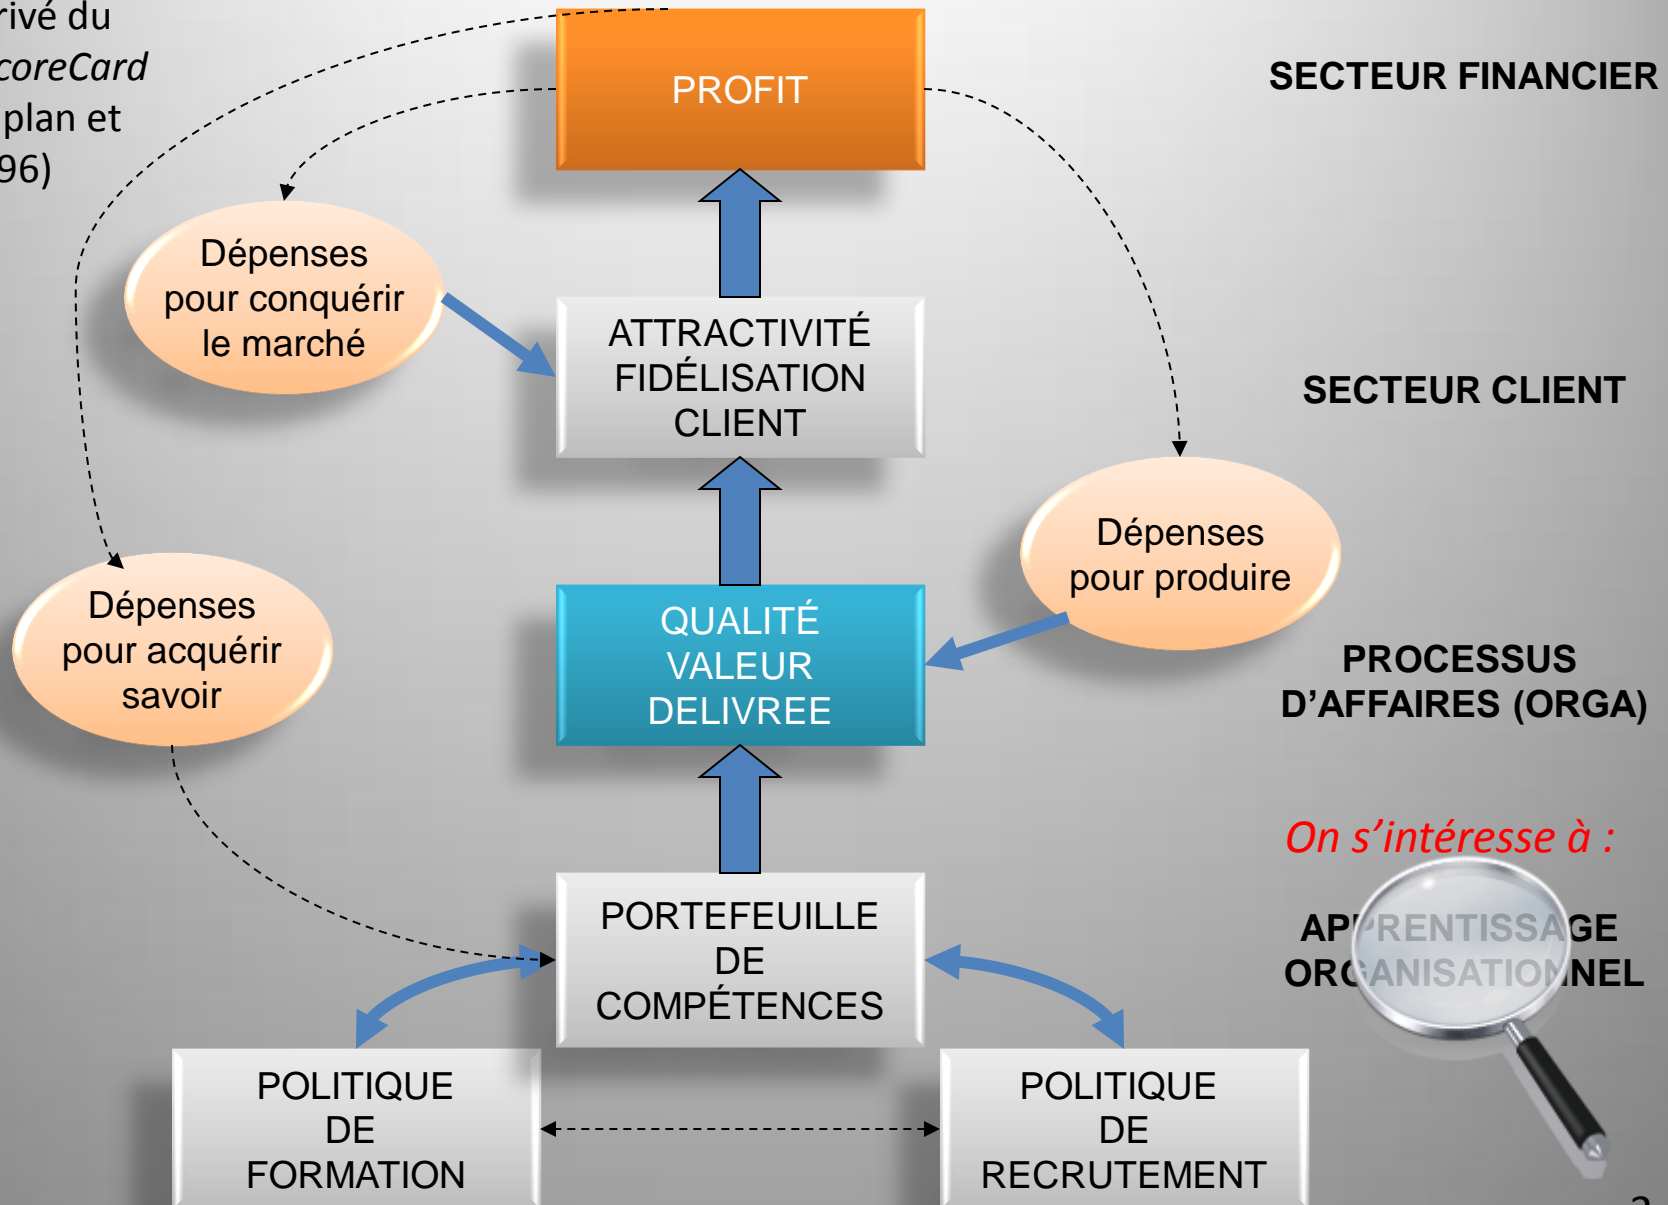 rivé du
coreCard
plan et
96)
PROFIT
SECTEUR FINANCIER
Dépenses
pour conquérir
le marché
ATTRACTIVITÉ
FIDÉLISATION
CLIENT
SECTEUR CLIENT
Dépenses
pour produire
Dépenses
pour acquérir
savoir
QUALITÉ
VALEUR
DELIVREE
PROCESSUS
D’AFFAIRES (ORGA)
On s’intéresse à :
PORTEFEUILLE
DE
COMPÉTENCES
APPRENTISSAGE
ORGANISATIONNEL
POLITIQUE
DE
FORMATION
POLITIQUE
DE
RECRUTEMENT